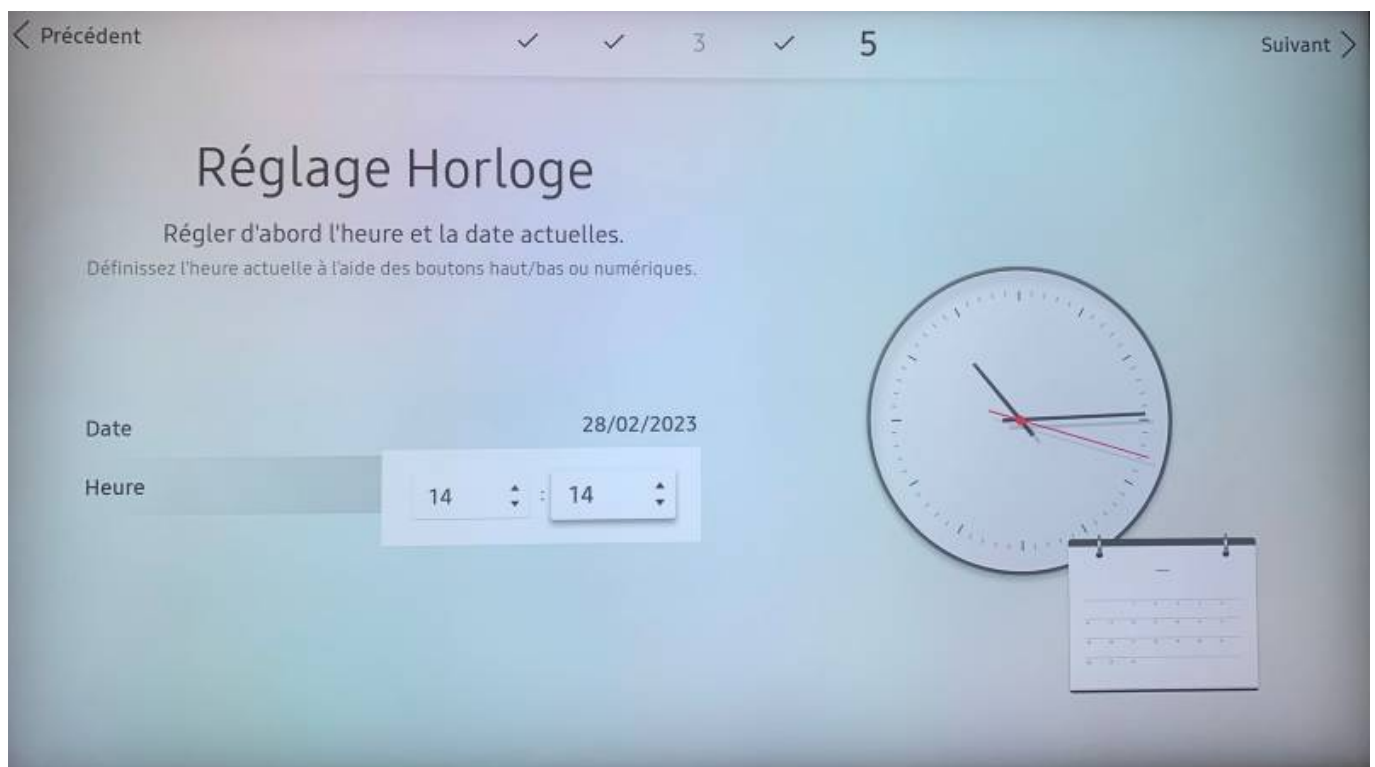 Précédent
3
5
Suivant
Réglage Horloge
Régler d'abord l'heure et la date actuelles.
Définissez l'heure actuelle à l'aide des boutons haut/bas ou numériques.
Date 28/02/2023
Heure 14 : 14